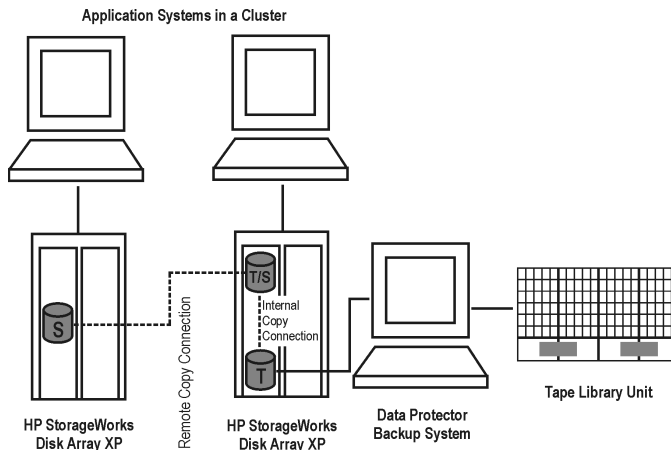 Application Systems in a Cluster
S
T/S
Internal
Copy
Connection
T
Remote Copy Connection
HP StorageWorks
Disk Array XP
HP StorageWorks
Disk Array XP
Data Protector
Backup System
Tape Library Unit